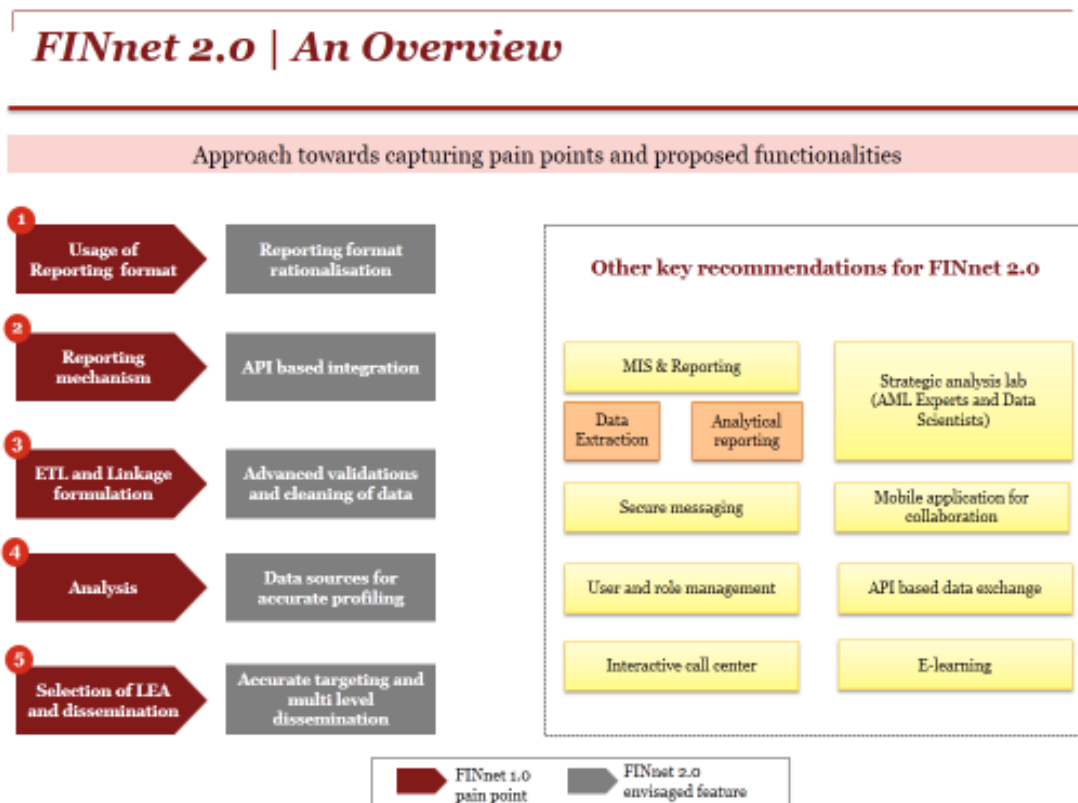 FINnet 2.0 | An Overview
Approach towards capturing pain points and proposed functionalities
1
Usage of
Reporting format
Reporting format
rationalisation
2
Reporting
mechanism
API based integration
3
ETL and Linkage
formulation
Advanced validations
and cleaning of data
4
Analysis
Data sources for
accurate profiling
5
Selection of LEA
and dissemination
Accurate targeting and
multi level
dissemination
Other key recommendations for FINnet 2.0
MIS & Reporting
Data
Extraction
Analytical
reporting
Strategic analysis lab
(AML Experts and Data
Scientists)
Secure messaging
Mobile application for
collaboration
User and role management
API based data exchange
Interactive call center
E-learning
FINnet 1.0
pain point
FINnet 2.0
envisaged feature